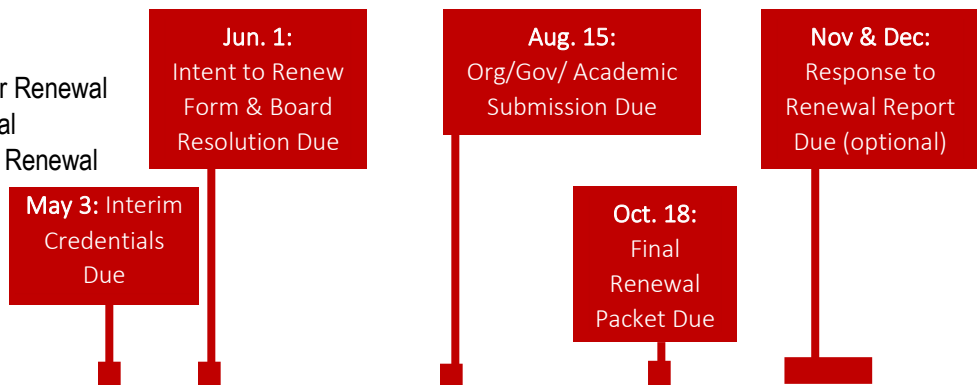 r Renewal
al
Renewal
May 3: Interim
Credentials
Due
Jun. 1:
Intent to Renew
Form & Board
Resolution Due
Aug. 15:
Org/Gov/ Academic
Submission Due
Oct. 18:
Final
Renewal
Packet Due
Nov & Dec:
Response to
Renewal Report
Due (optional)